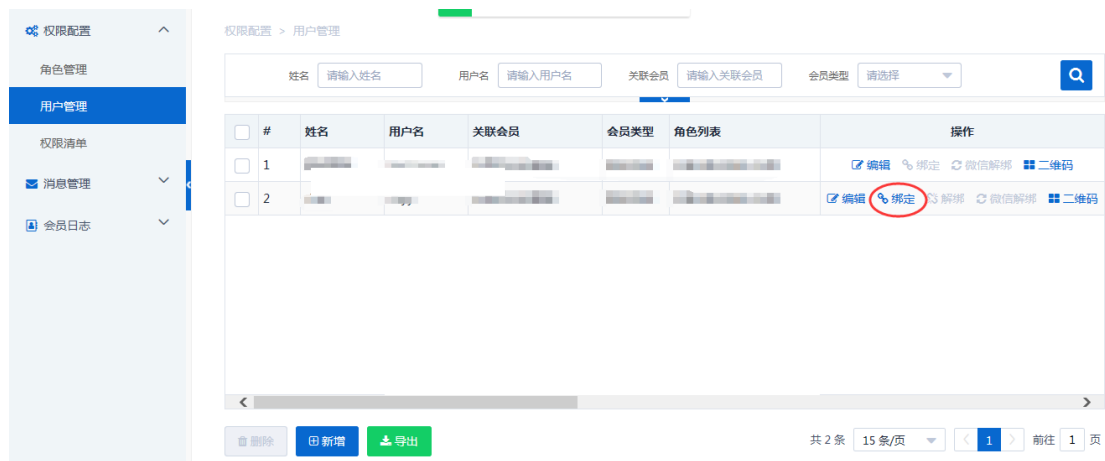 权限配置
角色管理
用户管理
权限清单
消息管理
会员日志
权限配置 > 用户管理
姓名 请输入姓名 用户名 请输入用户名 关联会员 请输入关联会员 会员类型 请选择
# 姓名 用户名 关联会员 会员类型 角色列表 操作
1 编辑 绑定 微信解绑 二维码
2 编辑 绑定 解绑 微信解绑 二维码
删除 新增 导出 共 2 条 15 条/页 1 前往 1 页